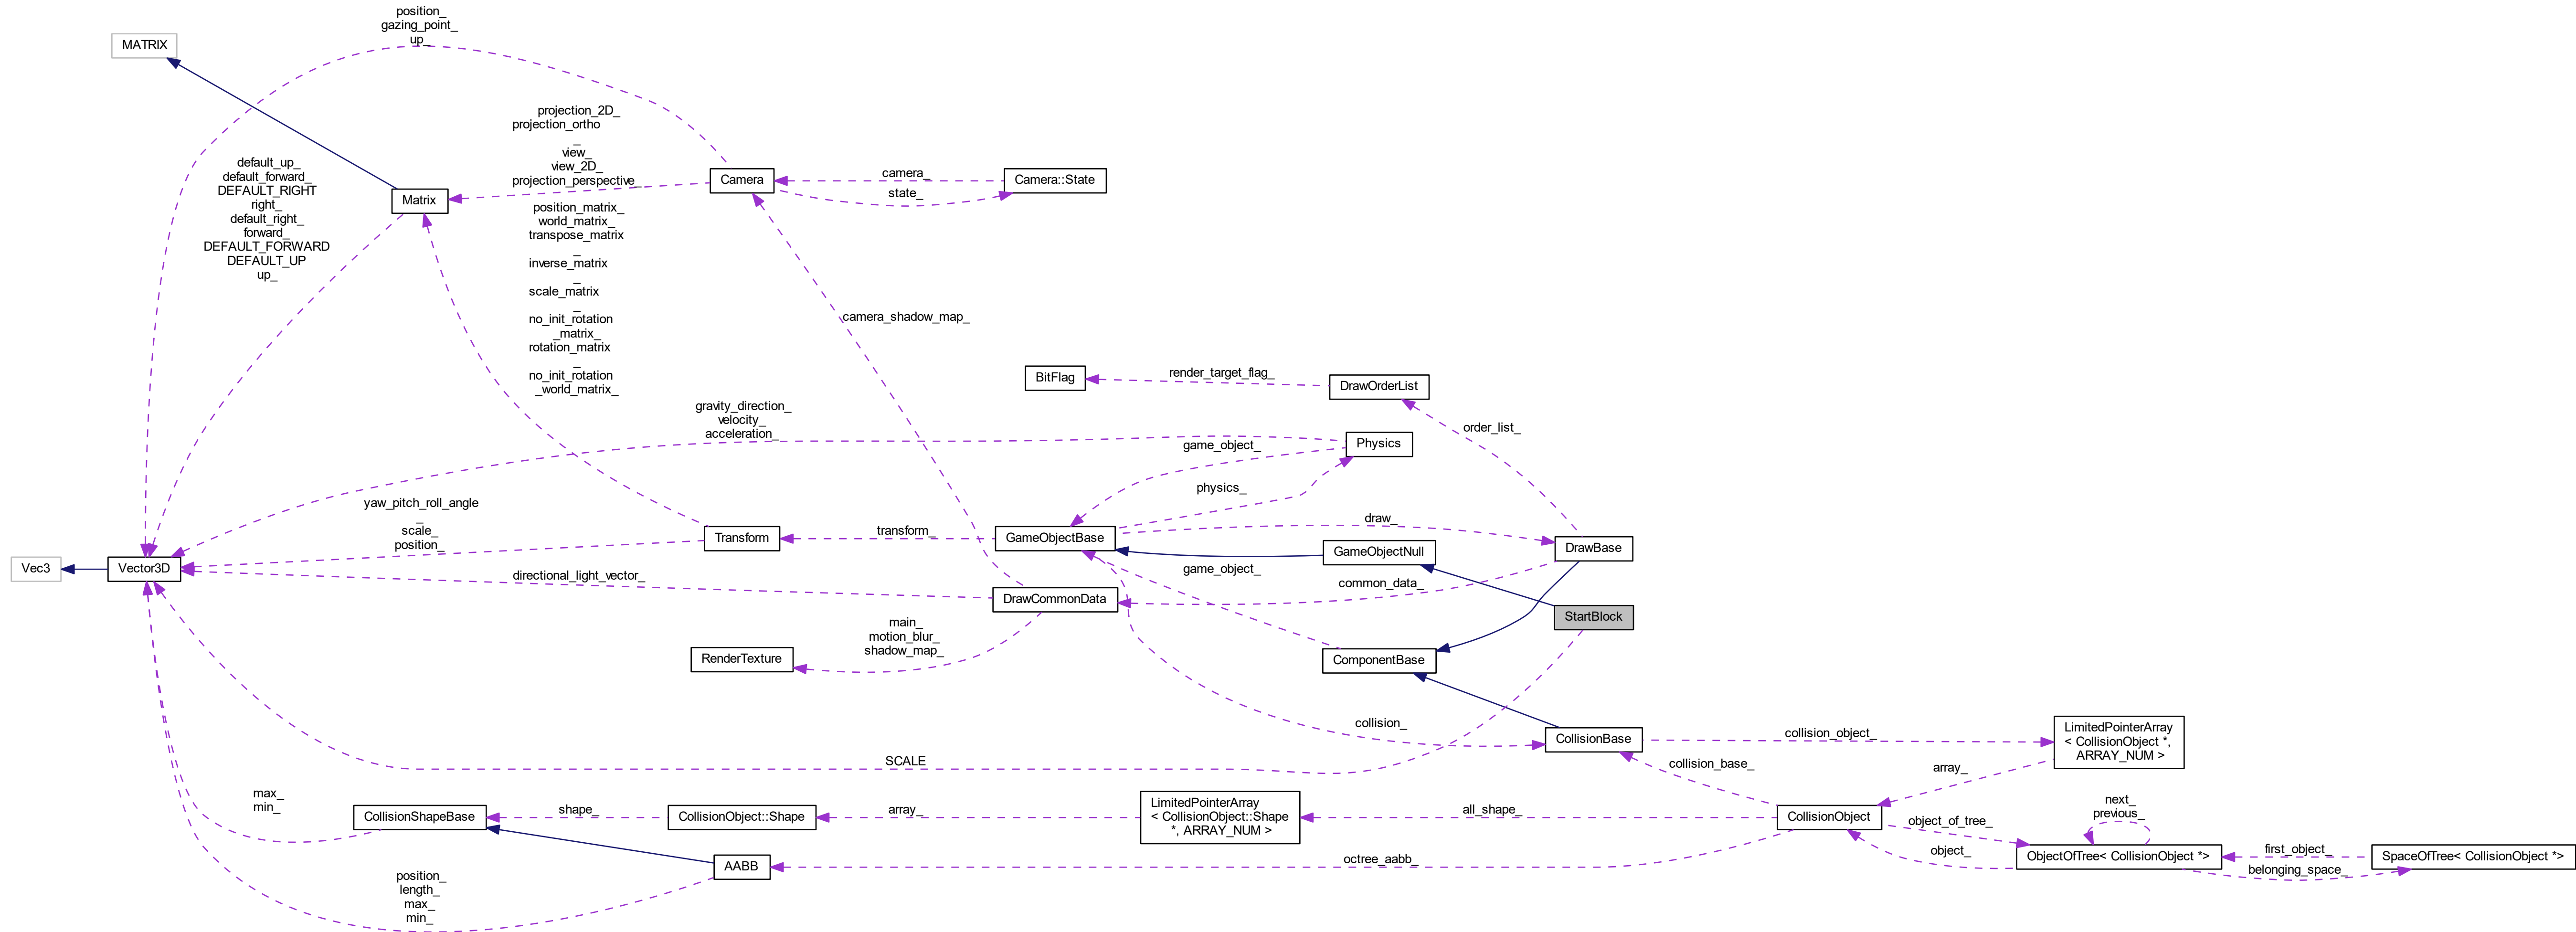 position_
gazing_point_
up_
MATRIX
projection_2D_
projection_ortho
_
view_
view_2D_
projection_perspective_
default_up_
default_forward_
DEFAULT_RIGHT
right_
default_right_
forward_
DEFAULT_FORWARD
DEFAULT_UP
up_
Matrix
Camera
camera_
state_
Camera::State
position_matrix_
world_matrix_
transpose_matrix
_
inverse_matrix
_
scale_matrix
_
no_init_rotation
_matrix_
rotation_matrix
_
no_init_rotation
_world_matrix_
camera_shadow_map_
BitFlag
render_target_flag_
DrawOrderList
order_list_
gravity_direction_
velocity_
acceleration_
Physics
game_object_
physics_
yaw_pitch_roll_angle
_
scale_
position_
Transform
transform_
GameObjectBase
draw_
GameObjectNull
DrawBase
Vec3
Vector3D
directional_light_vector_
game_object_
common_data_
DrawCommonData
StartBlock
main_
motion_blur_
shadow_map_
RenderTexture
ComponentBase
collision_
CollisionBase
collision_object_
LimitedPointerArray
< CollisionObject *,
ARRAY_NUM >
SCALE
collision_base_
array_
max_
min_
CollisionShapeBase
shape_
CollisionObject::Shape
array_
LimitedPointerArray
< CollisionObject::Shape
*, ARRAY_NUM >
all_shape_
CollisionObject
object_of_tree_
next_
previous_
object_
ObjectOfTree< CollisionObject *>
first_object_
belonging_space_
SpaceOfTree< CollisionObject *>
AABB
octree_aabb_
position_
length_
max_
min_